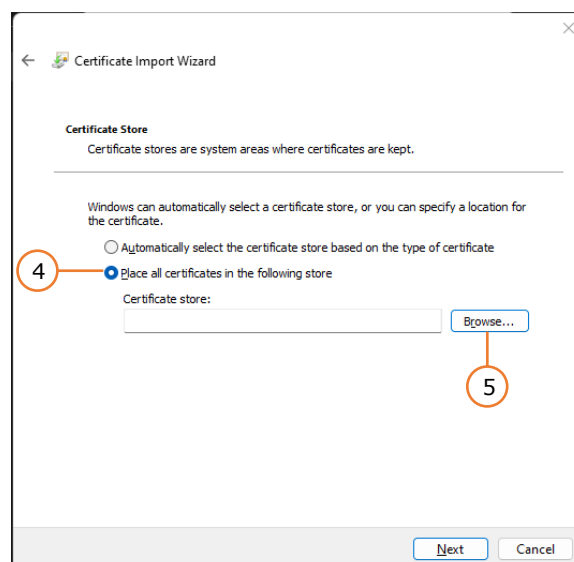 Certificate Import Wizard
Certificate Store
Certificate stores are system areas where certificates are kept.
Windows can automatically select a certificate store, or you can specify a location for
the certificate.
Automatically select the certificate store based on the type of certificate
4
Place all certificates in the following store
Certificate store:
Browse...
5
Next
Cancel